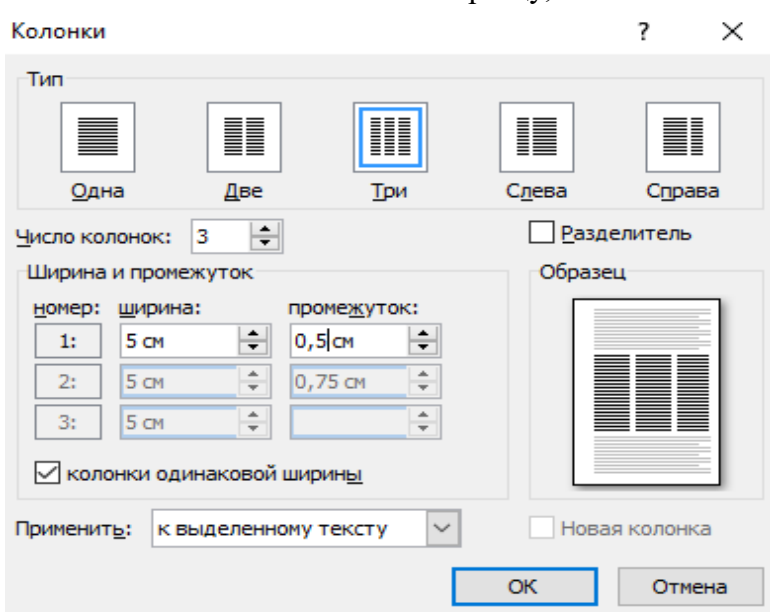 Колонки ?
Тип
Одна Две Три Слева Справа
Число колонок: 3 Разделитель
Ширина и промежуток Образец
номер: ширина: промежуток:
1: 5 см 0,5 см
2: 5 см 0,75 см
3: 5 см
колонки одинаковой ширины
Применить: к выделенному тексту Новая колонка
ОК Отмена